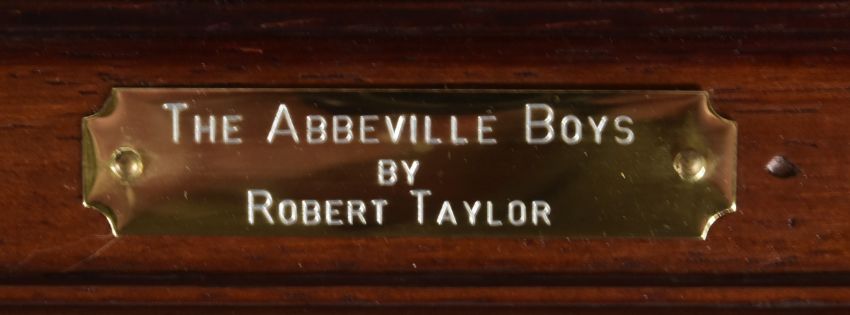 The Abbeville Boys
by
Robert Taylor